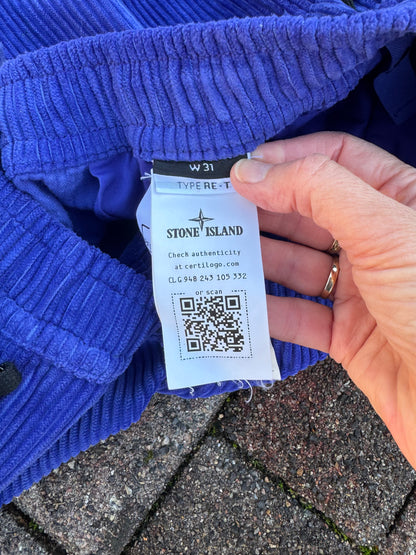 W 31
TYPE RE-T
STONE ISLAND
Check authenticity
at certilogo.com
CLG 948 243 105 332
or scan